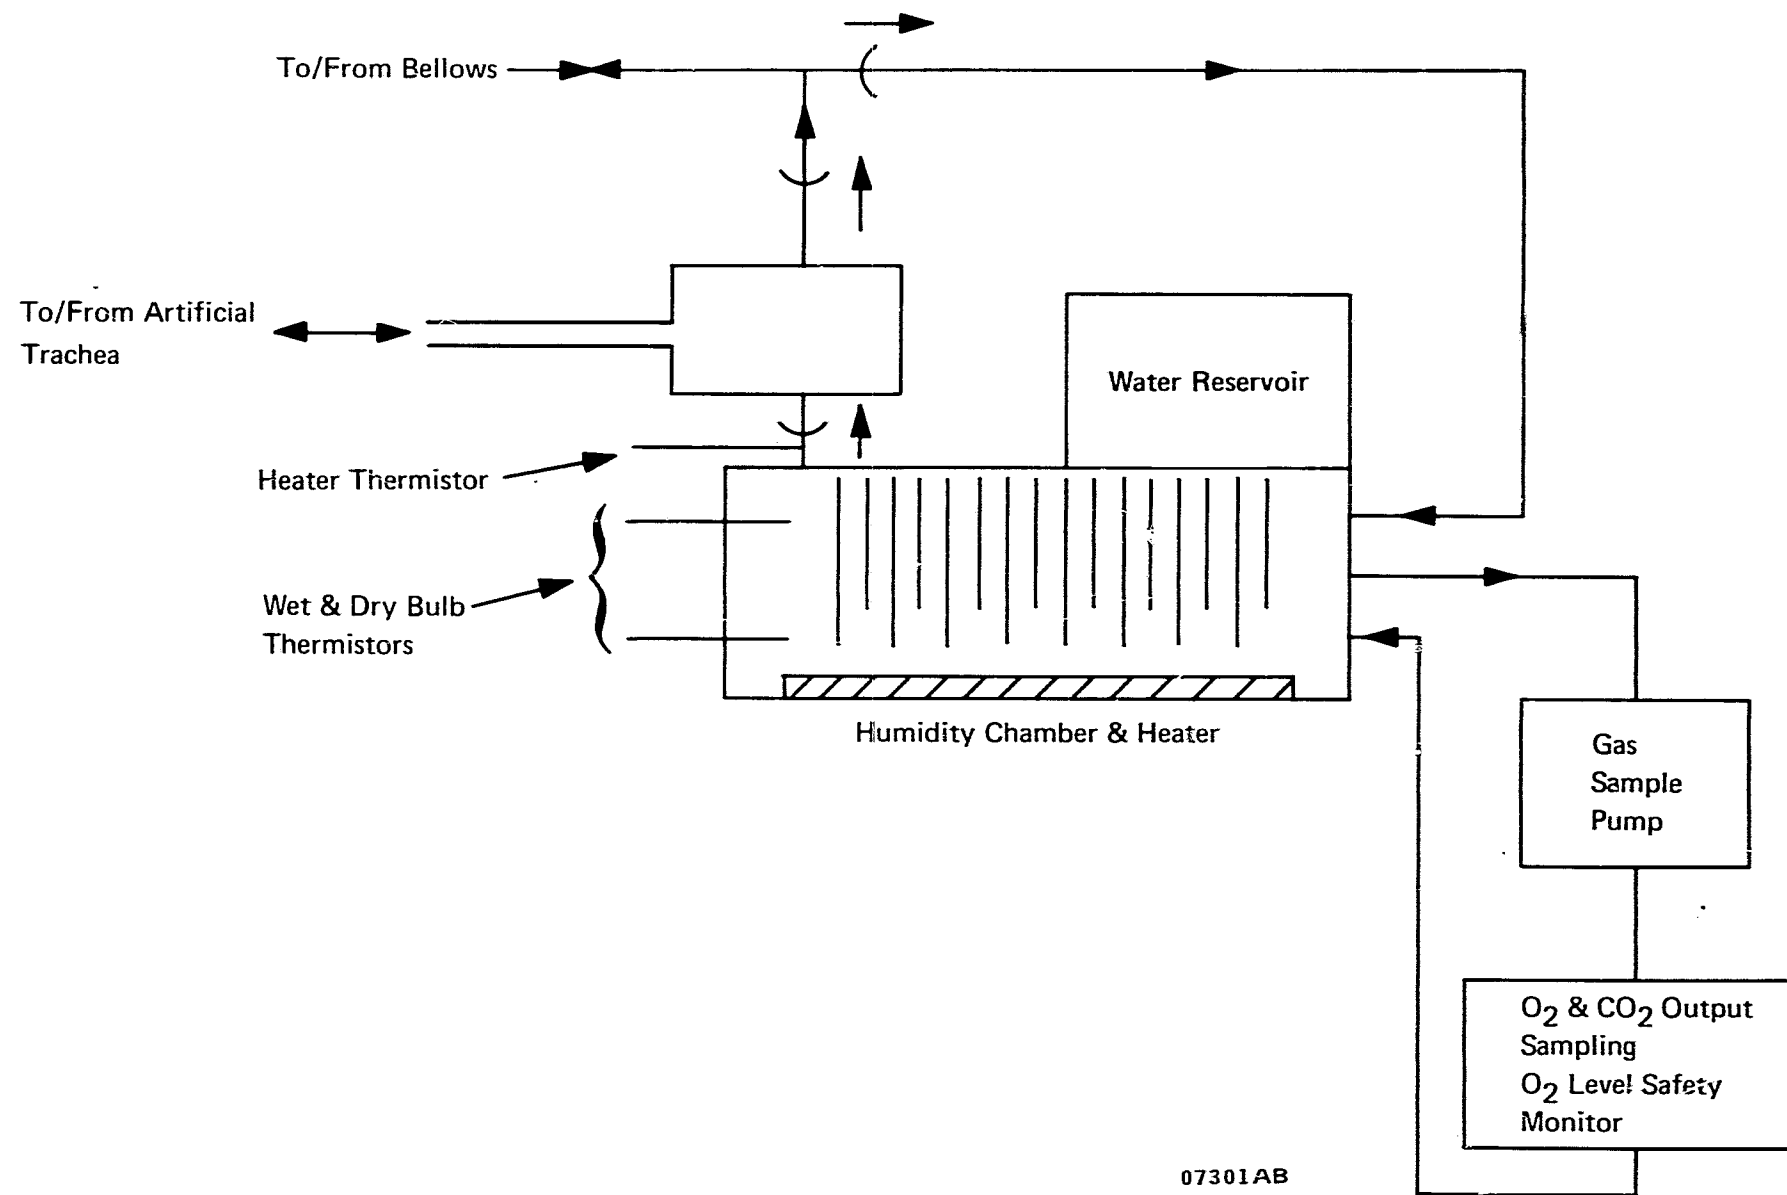 To/From Bellows
To/From Artificial
Trachea
Water Reservoir
Heater Thermistor
Wet & Dry Bulb
Thermistors
Humidity Chamber & Heater
Gas
Sample
Pump
O2 & CO2 Output
Sampling
O2 Level Safety
Monitor
07301AB